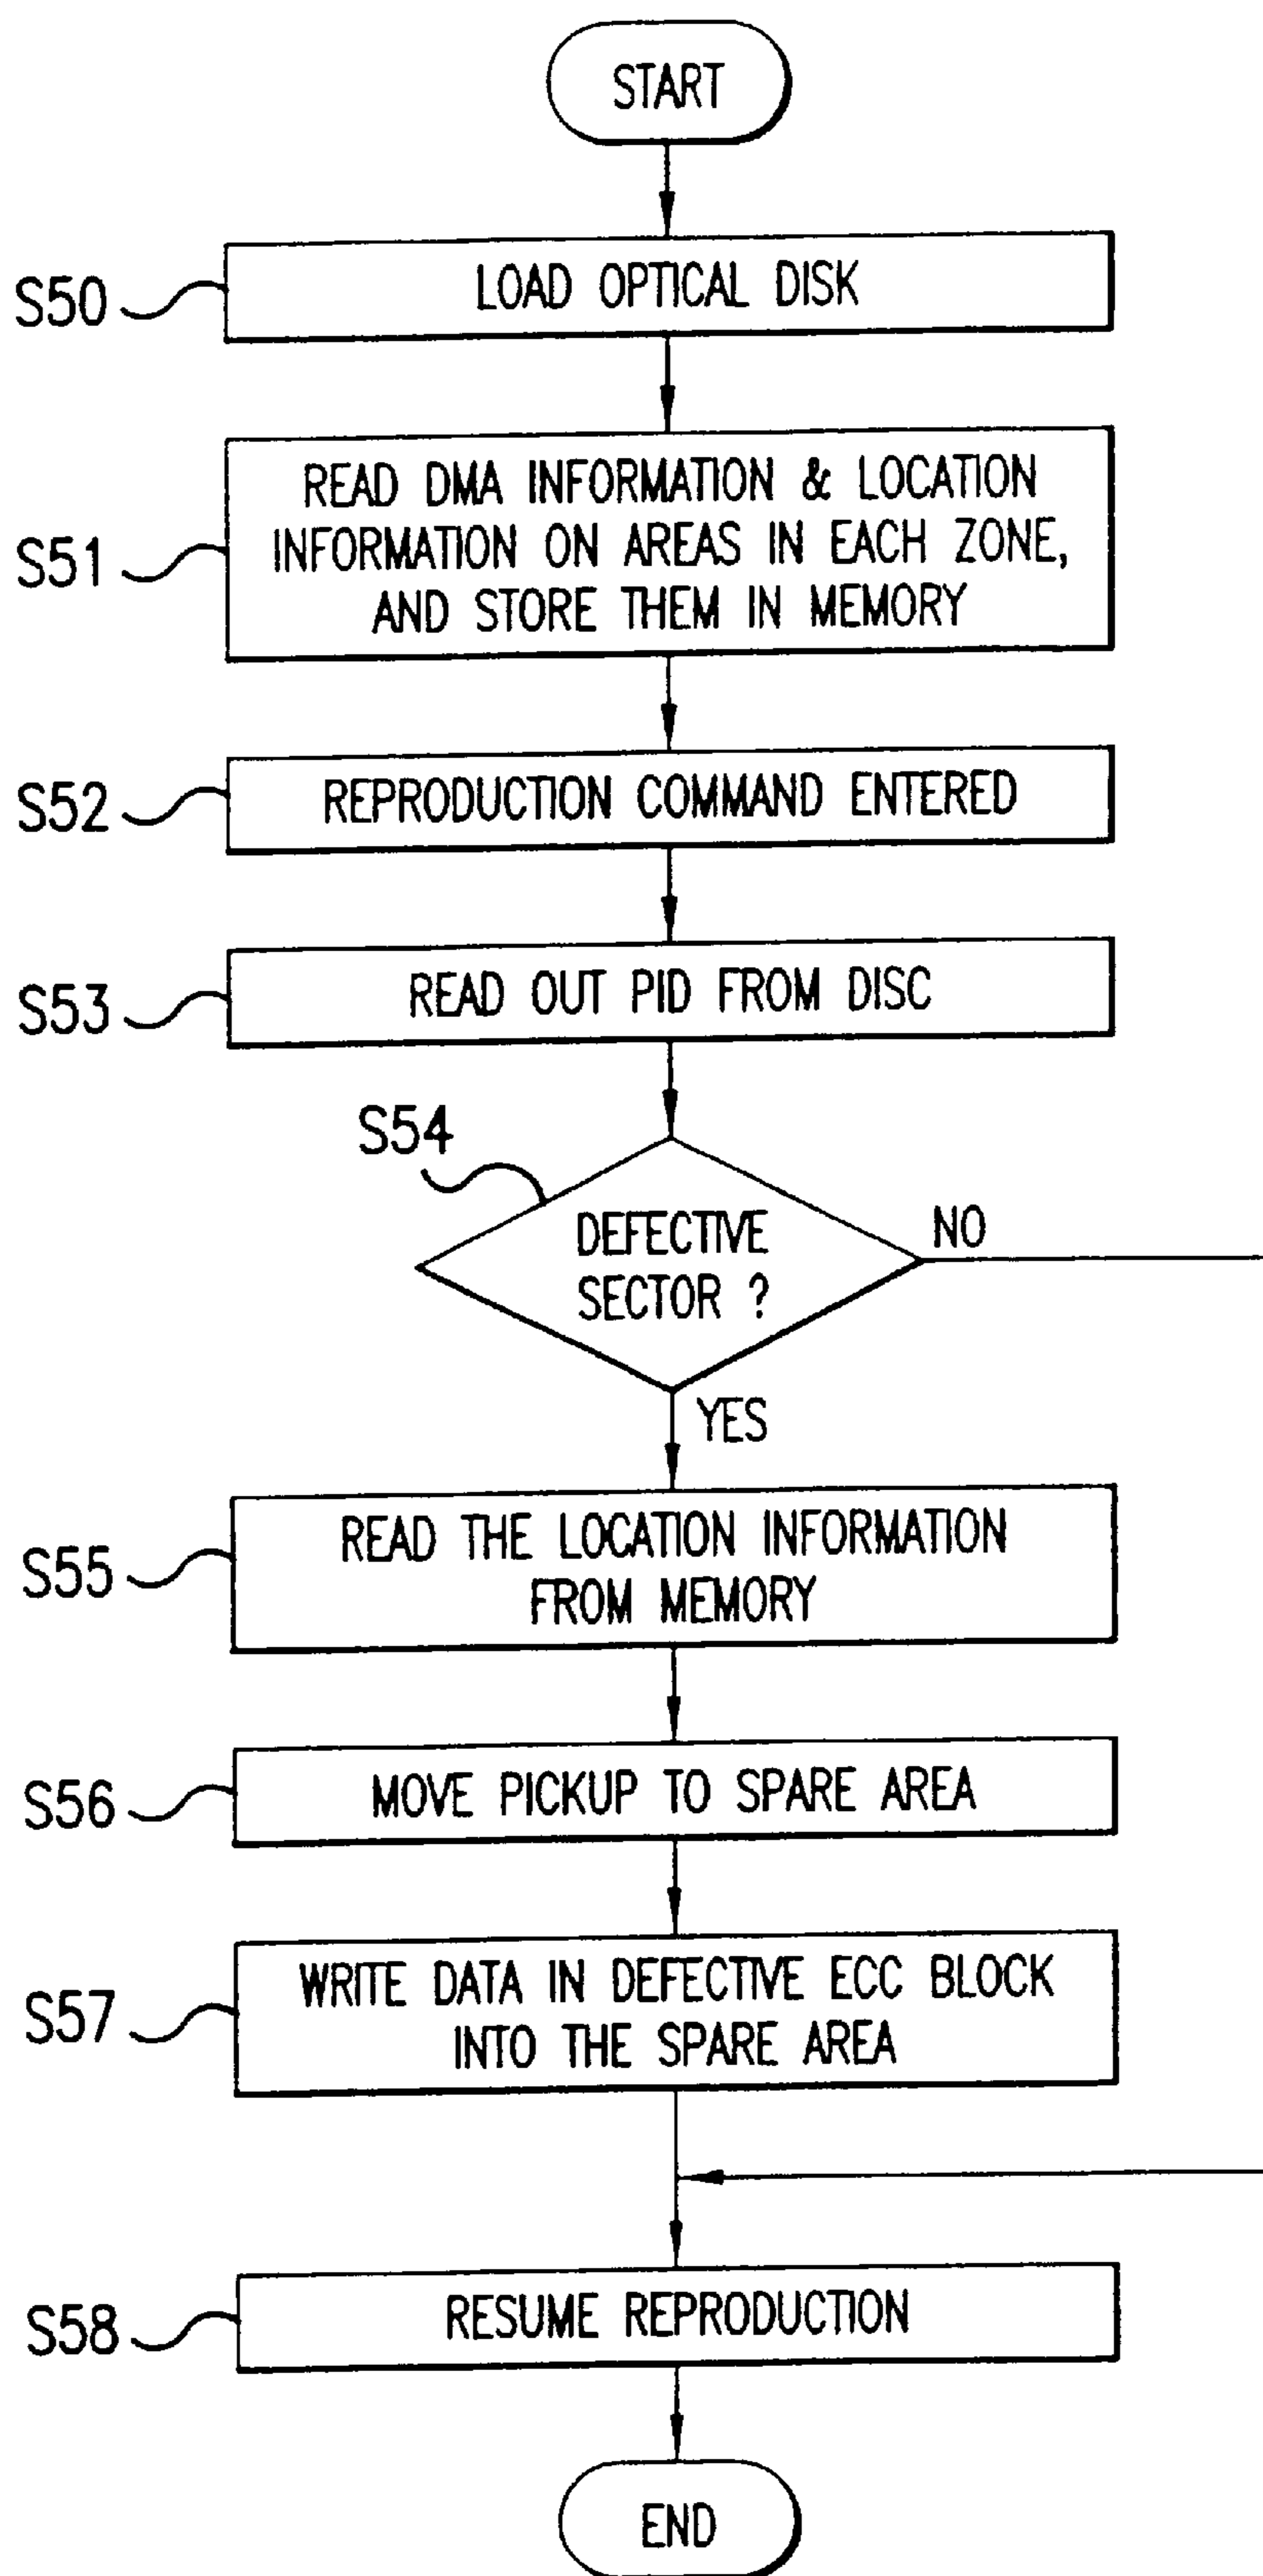 START
S50
LOAD OPTICAL DISK
S51
READ DMA INFORMATION & LOCATION
INFORMATION ON AREAS IN EACH ZONE,
AND STORE THEM IN MEMORY
S52
REPRODUCTION COMMAND ENTERED
S53
READ OUT PID FROM DISC
S54
DEFECTIVE
SECTOR ?
NO
YES
S55
READ THE LOCATION INFORMATION
FROM MEMORY
S56
MOVE PICKUP TO SPARE AREA
S57
WRITE DATA IN DEFECTIVE ECC BLOCK
INTO THE SPARE AREA
S58
RESUME REPRODUCTION
END